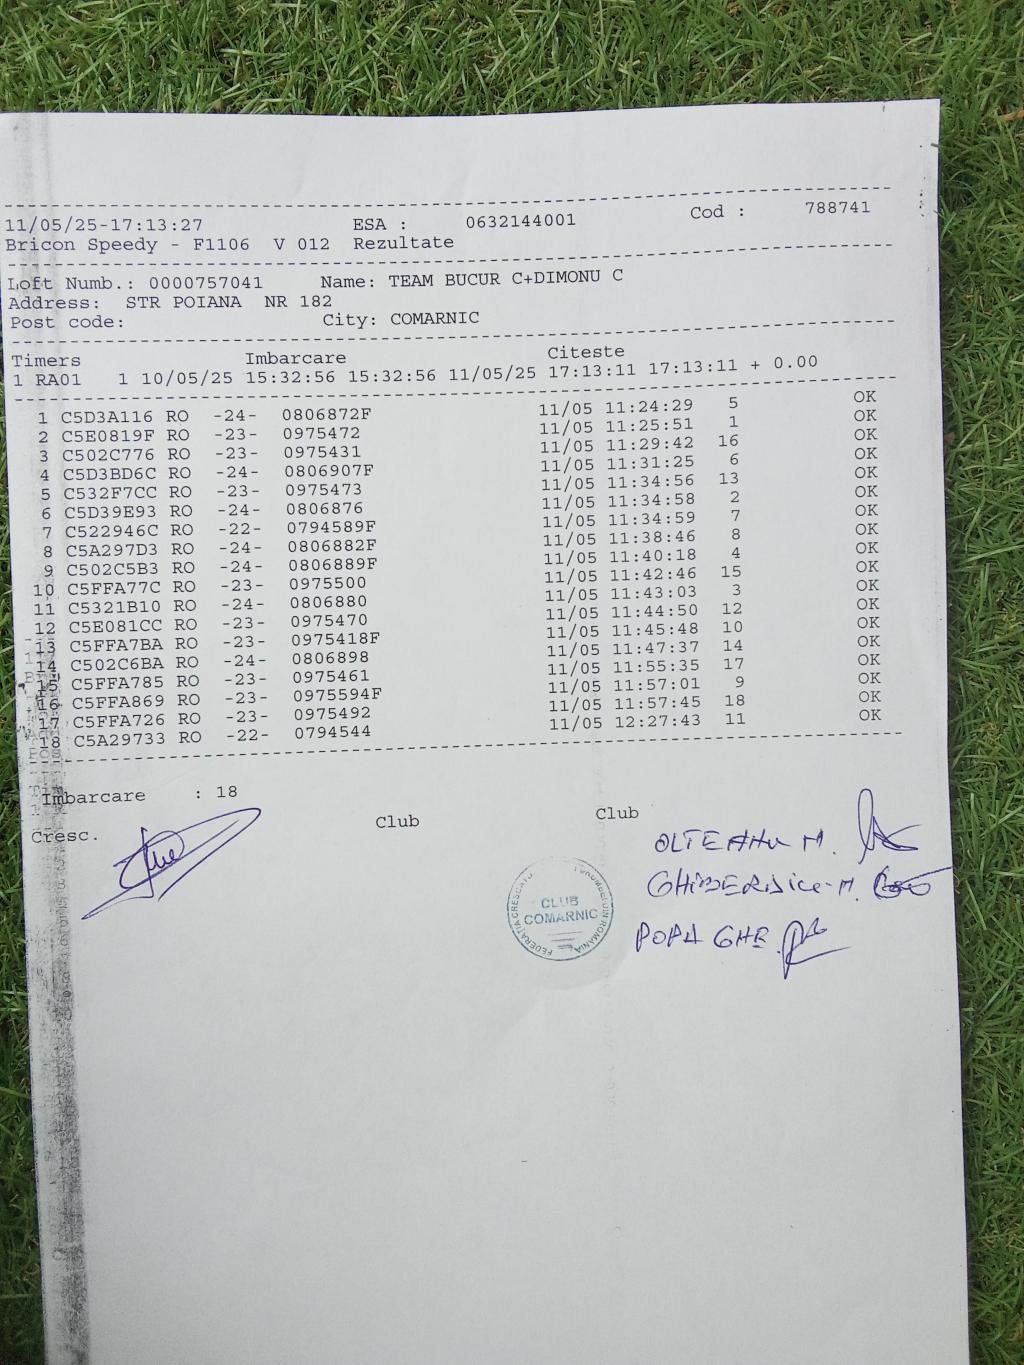 11/05/25-17:13:27 ESA : 0632144001 Cod : 788741
Bricon Speedy - F1106 V 012 Rezultate
Loft Numb.: 0000757041 Name: TEAM BUCUR C+DIMONU C
Address: STR POIANA NR 182
Post code: City: COMARNIC
Timers Imbarcare Citeste
1 RA01 1 10/05/25 15:32:56 15:32:56 11/05/25 17:13:11 17:13:11 + 0.00
1 C5D3A116 RO -24- 0806872F 11/05 11:24:29 5 OK
2 C5E0819F RO -23- 0975472 11/05 11:25:51 1 OK
3 C502C776 RO -23- 0975431 11/05 11:29:42 16 OK
4 C5D3BD6C RO -24- 0806907F 11/05 11:31:25 6 OK
5 C532F7CC RO -23- 0975473 11/05 11:34:56 13 OK
6 C5D39E93 RO -24- 0806876 11/05 11:34:58 2 OK
7 C522946C RO -22- 0794589F 11/05 11:34:59 7 OK
8 C5A297D3 RO -24- 0806882F 11/05 11:38:46 8 OK
9 C502C5B3 RO -24- 0806889F 11/05 11:40:18 4 OK
10 C5FFA77C RO -23- 0975500 11/05 11:42:46 15 OK
11 C5321B10 RO -24- 0806880 11/05 11:43:03 3 OK
12 C5E081CC RO -23- 0975470 11/05 11:44:50 12 OK
13 C5FFA7BA RO -23- 0975418F 11/05 11:45:48 10 OK
14 C502C6BA RO -24- 0806898 11/05 11:47:37 14 OK
15 C5FFA785 RO -23- 0975461 11/05 11:55:35 17 OK
16 C5FFA869 RO -23- 0975594F 11/05 11:57:01 9 OK
17 C5FFA726 RO -23- 0975492 11/05 11:57:45 18 OK
18 C5A29733 RO -22- 0794544 11/05 12:27:43 11 OK
Imbarcare : 18
Cresc. Club Club
OLTEANU M.
CLUB
COMARNIC
POPA GHE.